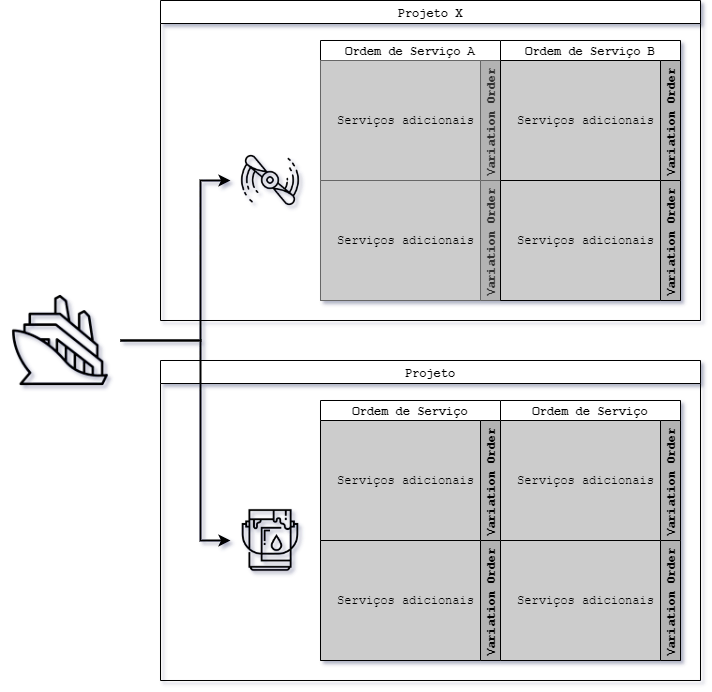 Projeto X
Ordem de Serviço A
Ordem de Serviço B
Serviços adicionais
Variation Order
Serviços adicionais
Variation Order
Serviços adicionais
Variation Order
Serviços adicionais
Variation Order
Projeto
Ordem de Serviço
Ordem de Serviço
Serviços adicionais
Variation Order
Serviços adicionais
Variation Order
Serviços adicionais
Variation Order
Serviços adicionais
Variation Order